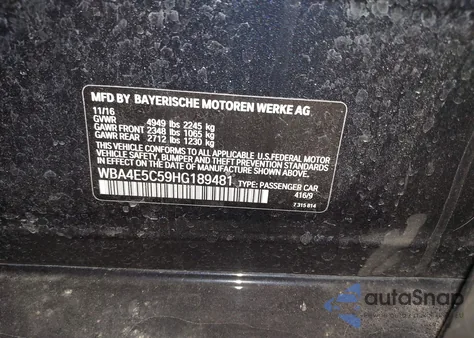 MFD BY BAYERISCHE MOTOREN WERKE AG
11/16
GVWR 4949 lbs 2245 kg
GAWR FRONT 2348 lbs 1065 kg
GAWR REAR 2712 lbs 1230 kg
THIS VEHICLE CONFORMS TO ALL APPLICABLE U.S.FEDERAL MOTOR
VEHICLE SAFETY, BUMPER, AND THEFT PREVENTION STANDARDS
IN EFFECT ON THE DATE OF MANUFACTURE SHOWN ABOVE.
WBA4E5C59HG189481 TYPE: PASSENGER CAR
416/9
7 315 814
autoSnap